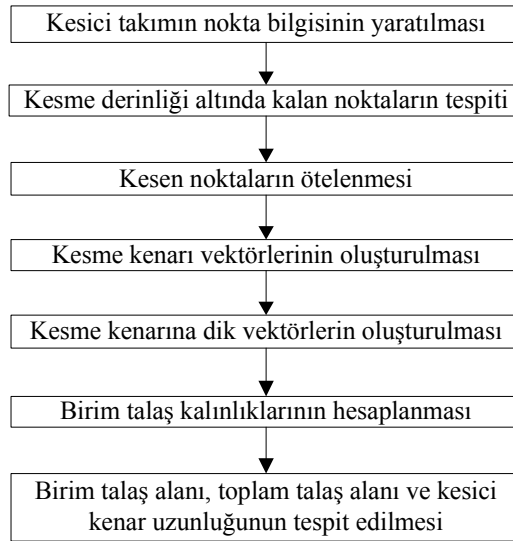 Kesici takımın nokta bilgisinin yaratılması
Kesme derinliği altında kalan noktaların tespiti
Kesen noktaların ötelenmesi
Kesme kenarı vektörlerinin oluşturulması
Kesme kenarına dik vektörlerin oluşturulması
Birim talaş kalınlıklarının hesaplanması
Birim talaş alanı, toplam talaş alanı ve kesici
kenar uzunluğunun tespit edilmesi